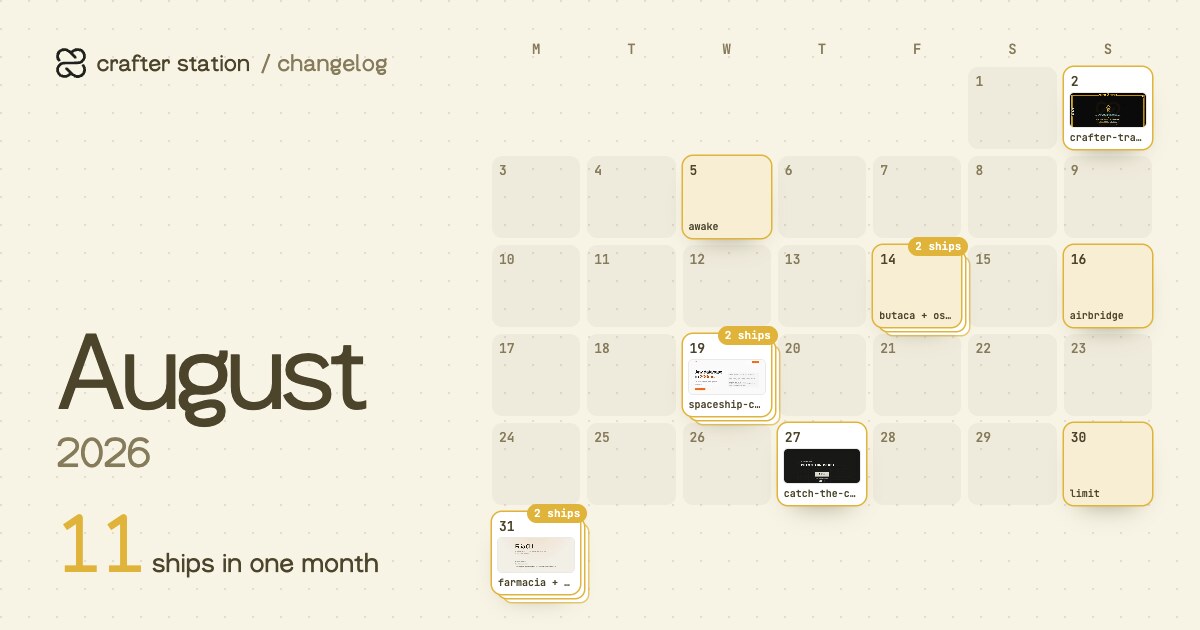 crafter station / changelog
M T W T F S S
1 2
crafter-tra…
3 4 5 6 7 8 9
awake
2 ships
10 11 12 13 14 15 16
butaca + os… airbridge
2 ships
17 18 19 20 21 22 23
spaceship-c…
24 25 26 27 28 29 30
catch-the-c… limit
2 ships
31
farmacia + …
August
2026
11 ships in one month